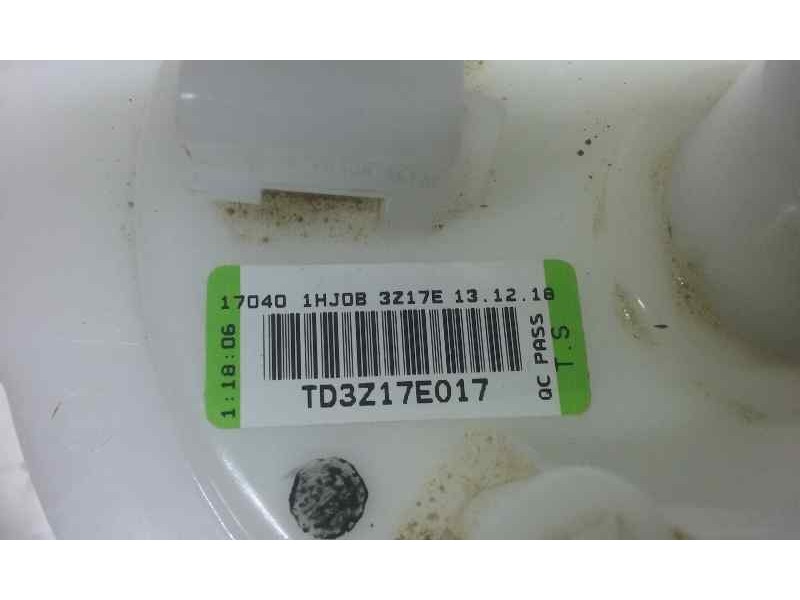 17040 1HJ0B 3Z17E 13.12.18
1:18:06
TD3Z17E017
QC PASS
T.S